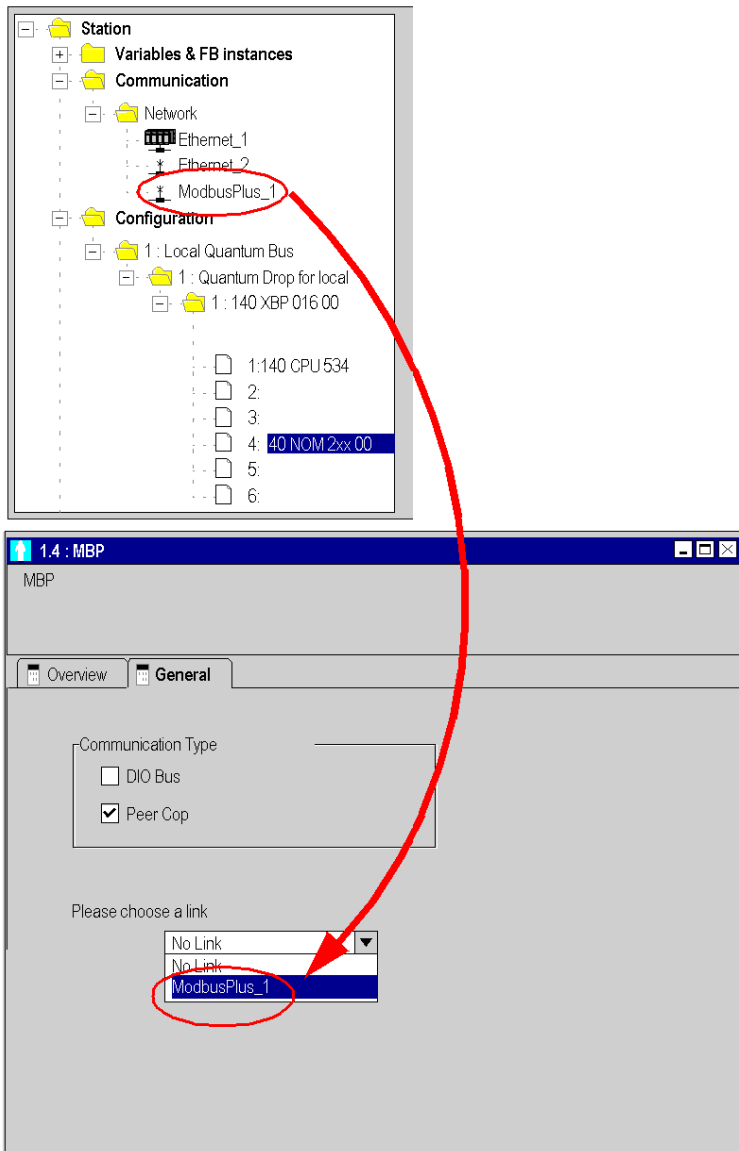 Station
Variables & FB instances
Communication
Network
Ethernet_1
Ethernet_2
ModbusPlus_1
Configuration
1 : Local Quantum Bus
1 : Quantum Drop for local
1 : 140 XBP 016 00
1:140 CPU 534
2:
3:
4: 40 NOM 2xx 00
5:
6:
1.4 : MBP
MBP
Overview General
Communication Type
DIO Bus
Peer Cop
Please choose a link
No Link
No Link
ModbusPlus_1